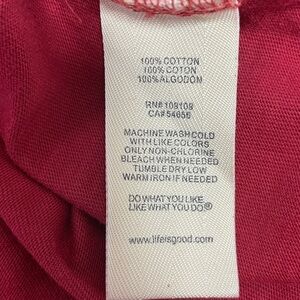 100% COTTON
100% COTON
100% ALGODON
RN# 109109
CA# 54656
MACHINE WASH COLD
WITH LIKE COLORS
ONLY NON-CHLORINE
BLEACH WHEN NEEDED
TUMBLE DRY LOW
WARM IRON IF NEEDED
DO WHAT YOU LIKE
LIKE WHAT YOU DO®
www.lifeisgood.com